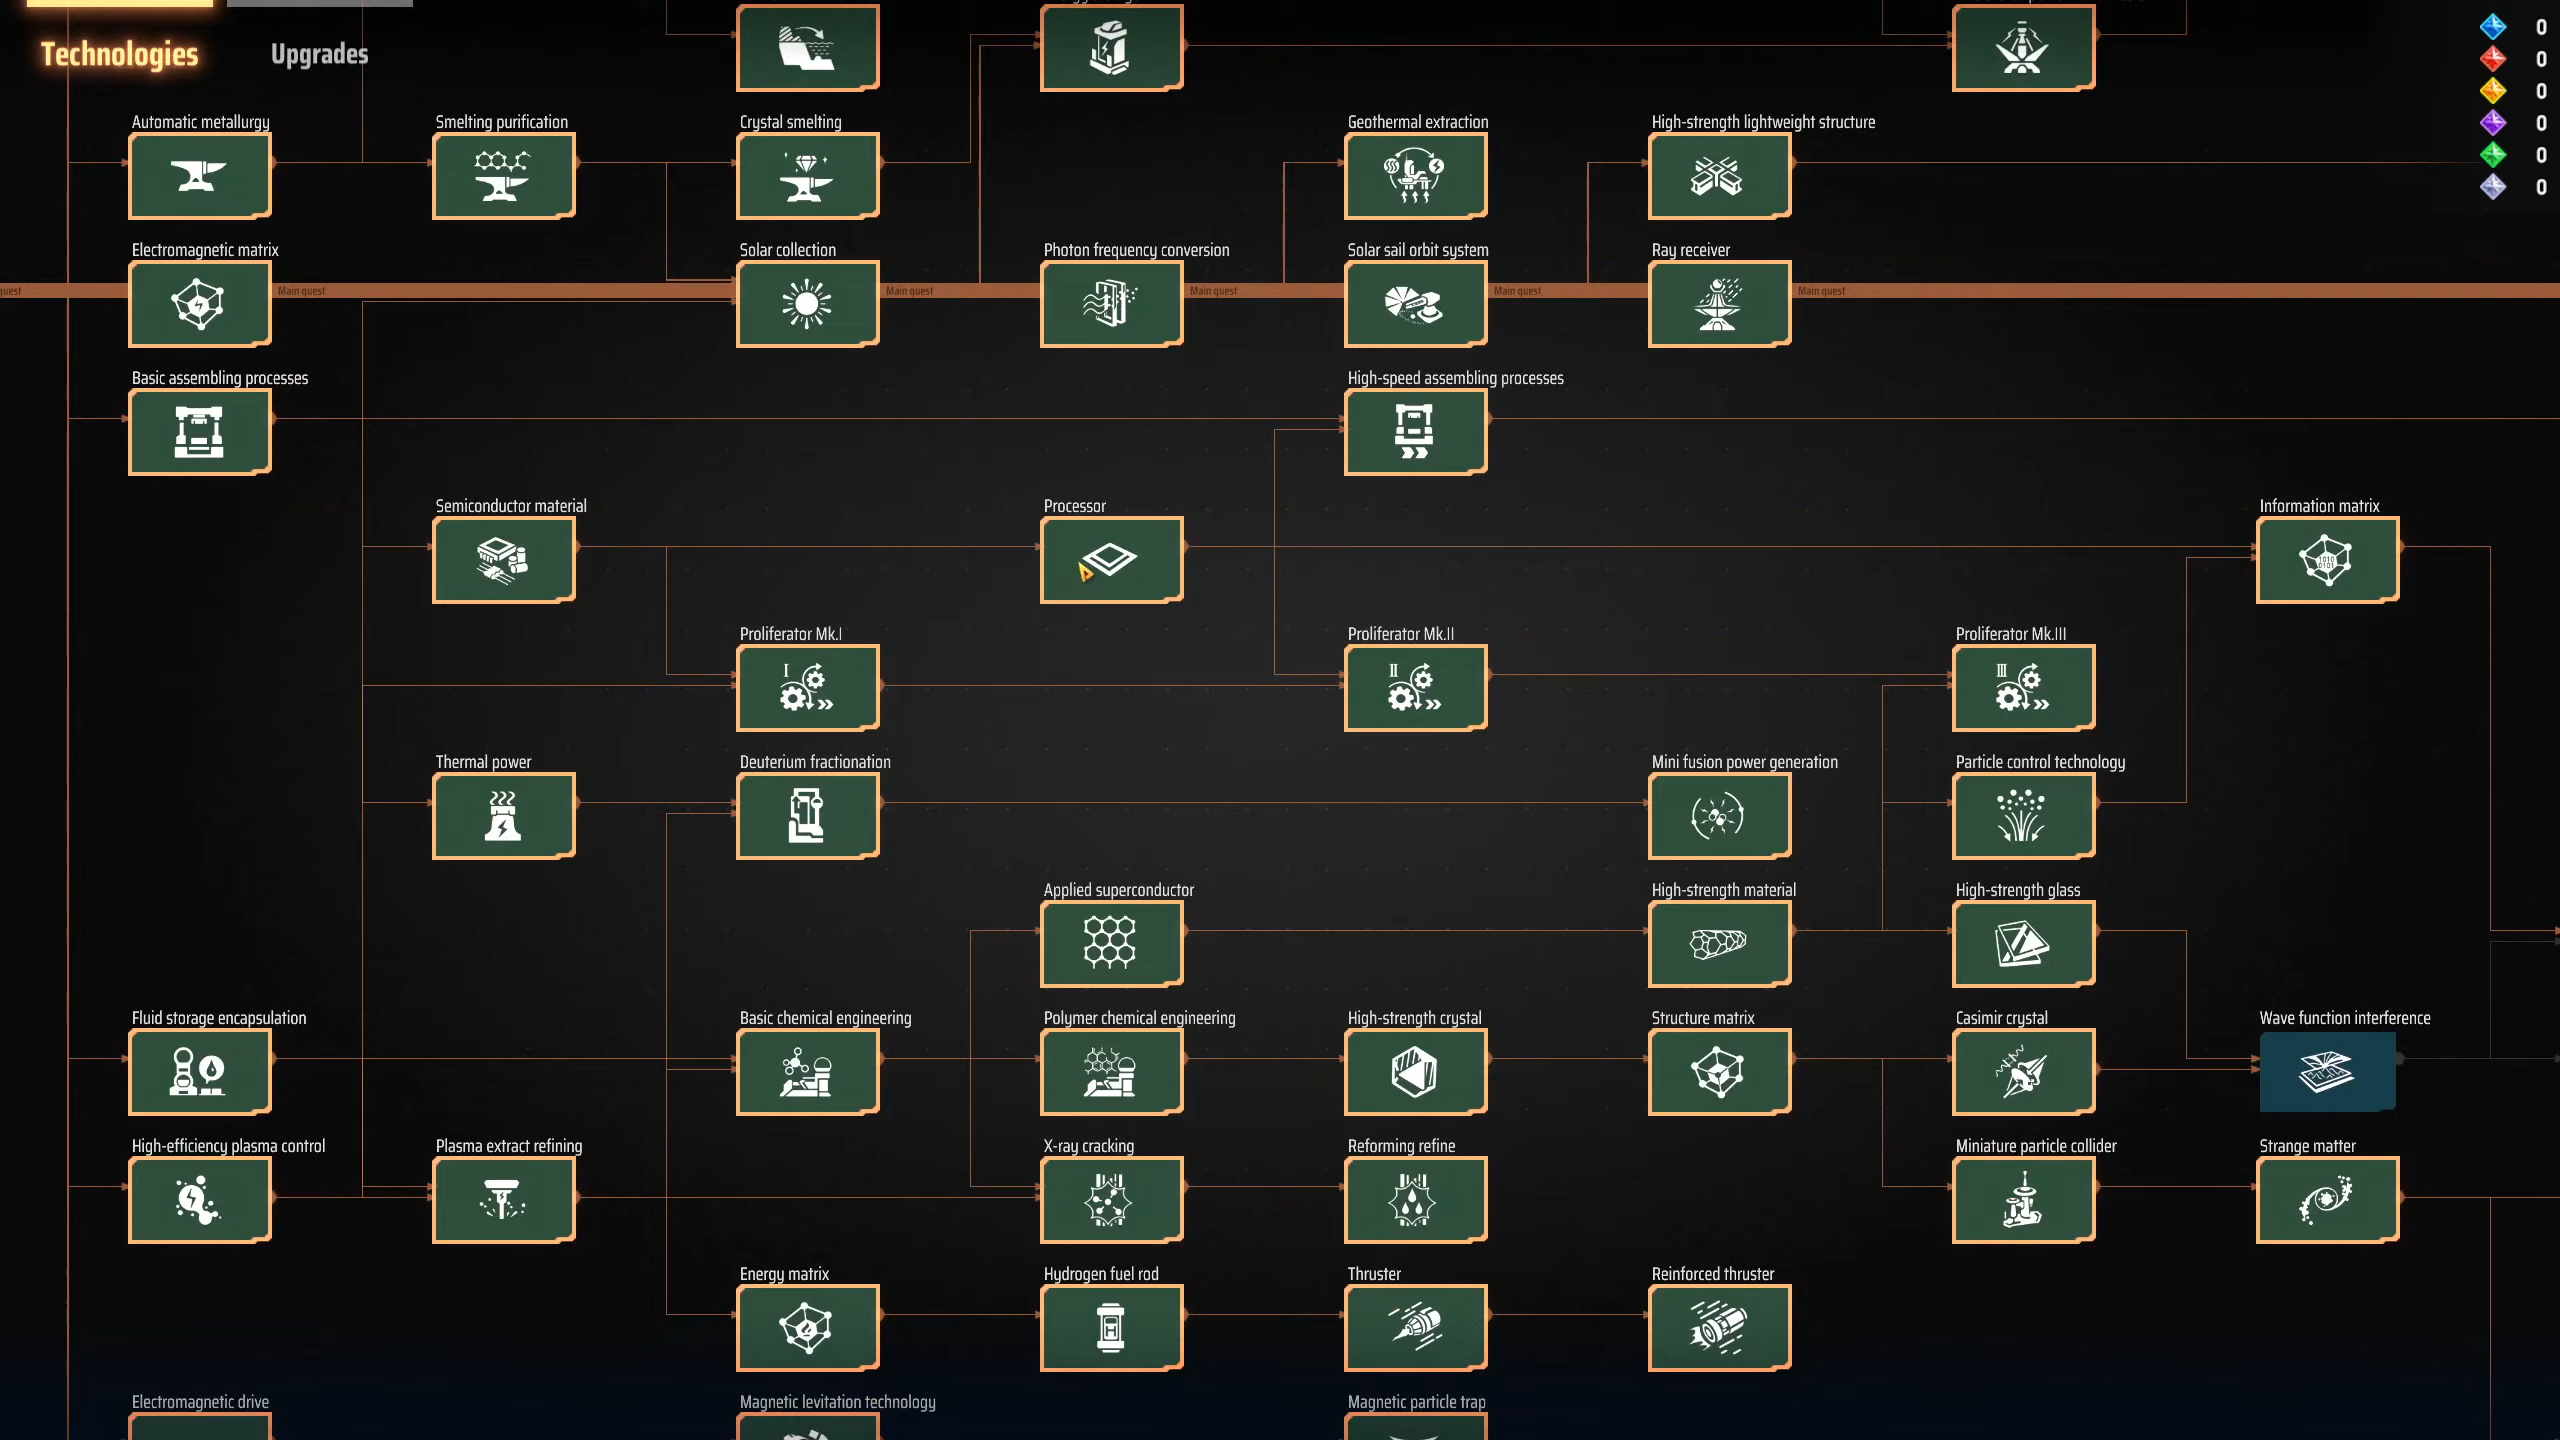 Technologies
Upgrades
0
0
0
0
0
0
Automatic metallurgy
Smelting purification
Crystal smelting
Geothermal extraction
High-strength lightweight structure
Electromagnetic matrix
Solar collection
Photon frequency conversion
Solar sail orbit system
Ray receiver
quest
Main quest
Main quest
Main quest
Main quest
Main quest
Basic assembling processes
High-speed assembling processes
Semiconductor material
Processor
Information matrix
1010
0101
Proliferator Mk.I
Proliferator Mk.II
Proliferator Mk.III
I
II
III
Thermal power
Deuterium fractionation
Mini fusion power generation
Particle control technology
Applied superconductor
High-strength material
High-strength glass
Fluid storage encapsulation
Basic chemical engineering
Polymer chemical engineering
High-strength crystal
Structure matrix
Casimir crystal
Wave function interference
High-efficiency plasma control
Plasma extract refining
X-ray cracking
Reforming refine
Miniature particle collider
Strange matter
Energy matrix
Hydrogen fuel rod
Thruster
Reinforced thruster
H
Electromagnetic drive
Magnetic levitation technology
Magnetic particle trap